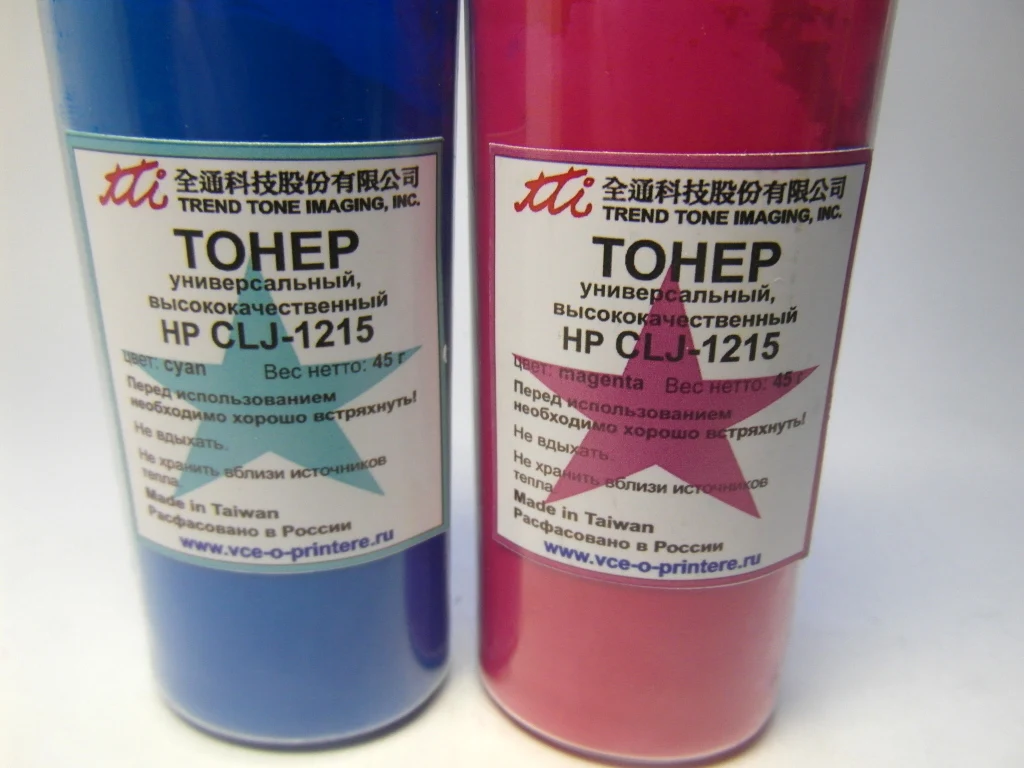 tti 全通科技股份有限公司
TREND TONE IMAGING, INC.
ТОНЕР
универсальный,
высококачественный
HP CLJ-1215
цвет: cyan Вес нетто: 45 г
Перед использованием
необходимо хорошо встряхнуть!
Не вдыхать.
Не хранить вблизи источников
тепла
Made in Taiwan
Расфасовано в России
www.vce-o-printere.ru
tti 全通科技股份有限公司
TREND TONE IMAGING, INC.
ТОНЕР
универсальный,
высококачественный
HP CLJ-1215
цвет: magenta Вес нетто: 45 г
Перед использованием
необходимо хорошо встряхнуть!
Не вдыхать.
Не хранить вблизи источников
тепла
Made in Taiwan
Расфасовано в России
www.vce-o-printere.ru